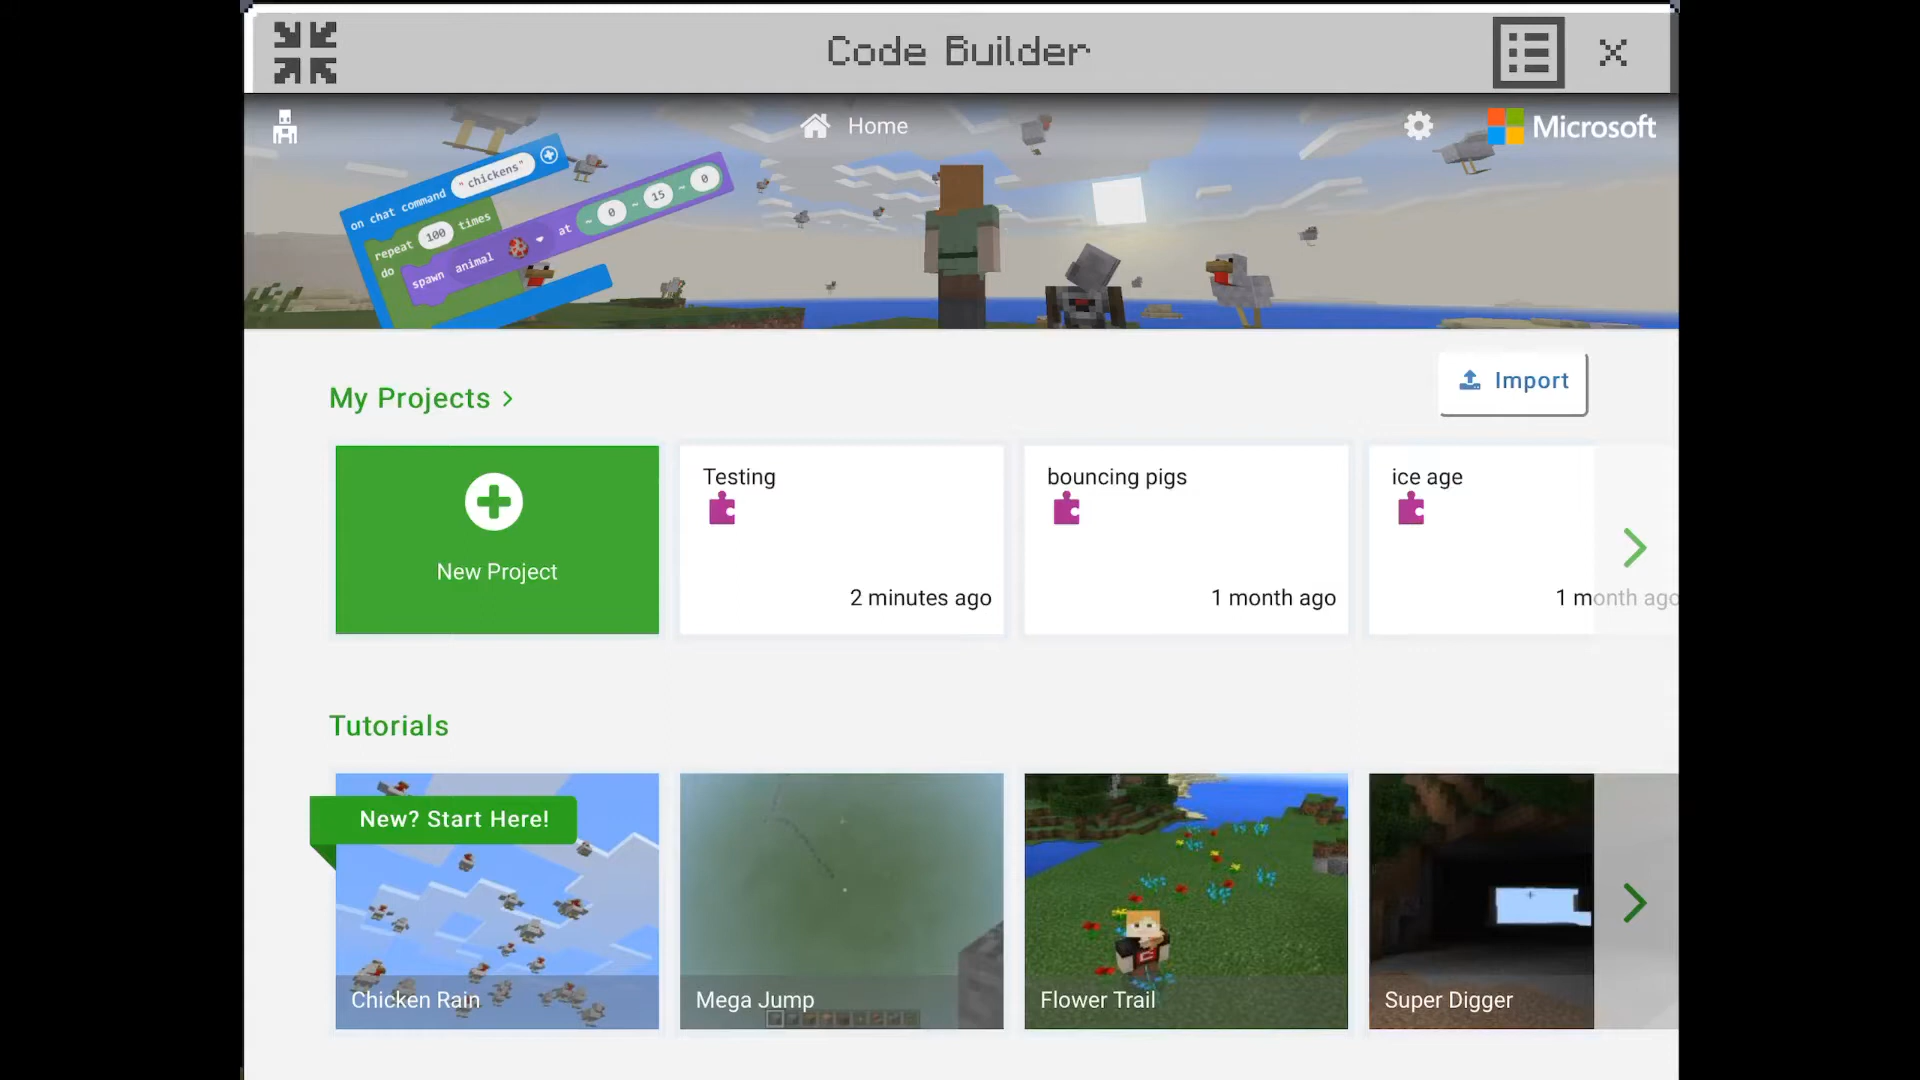 Code Builder
Home
Microsoft
on chat command "chickens"
repeat 100 times
do
spawn animal at ~ 0 ~ 15 ~ 0
My Projects
Import
New Project
Testing
2 minutes ago
bouncing pigs
1 month ago
ice age
1 month ago
Tutorials
New? Start Here!
Chicken Rain
Mega Jump
Flower Trail
Super Digger